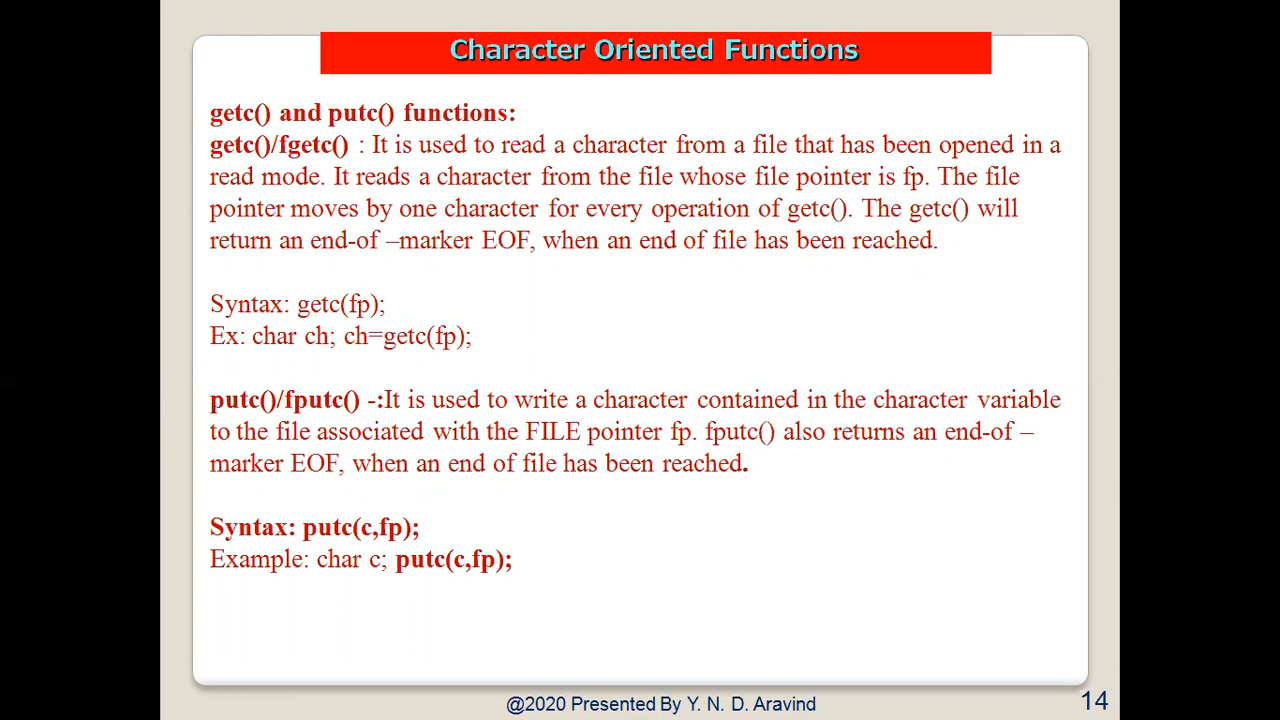 Character Oriented Functions
getc() and putc() functions:
getc()/fgetc() : It is used to read a character from a file that has been opened in a
read mode. It reads a character from the file whose file pointer is fp. The file
pointer moves by one character for every operation of getc(). The getc() will
return an end-of –marker EOF, when an end of file has been reached.
Syntax: getc(fp);
Ex: char ch; ch=getc(fp);
putc()/fputc() -:It is used to write a character contained in the character variable
to the file associated with the FILE pointer fp. fputc() also returns an end-of –
marker EOF, when an end of file has been reached.
Syntax: putc(c,fp);
Example: char c; putc(c,fp);
@2020 Presented By Y. N. D. Aravind
14